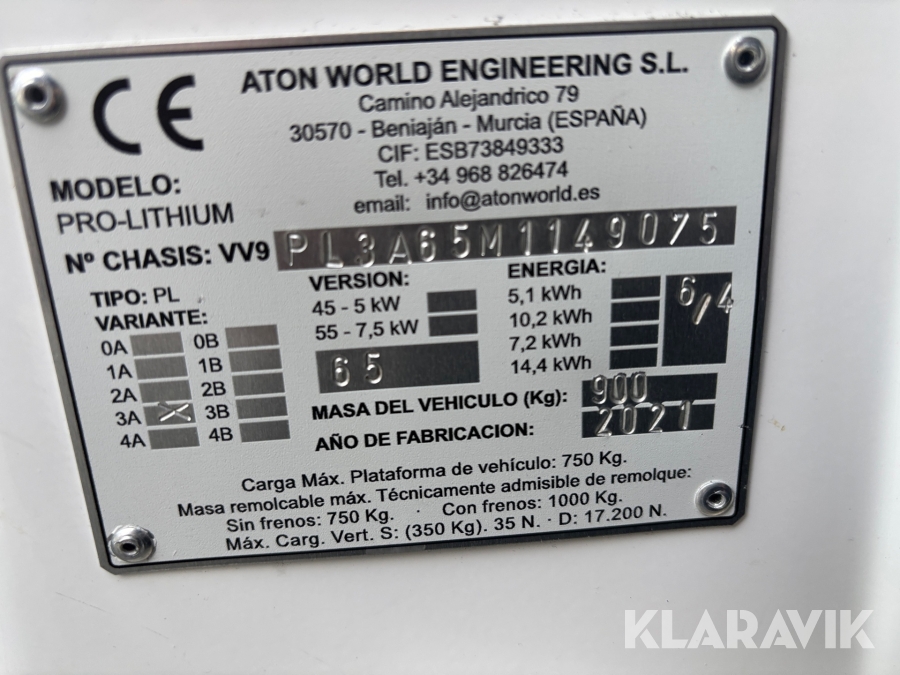 CE
ATON WORLD ENGINEERING S.L.
Camino Alejandrico 79
30570 - Beniaján - Murcia (ESPAÑA)
CIF: ESB73849333
Tel. +34 968 826474
email: info@atonworld.es
MODELO:
PRO-LITHIUM
Nº CHASIS: VV9 PL3A65M1149075
TIPO: PL
VARIANTE:
0A 0B
1A 1B
2A 2B
3A X 3B
4A 4B
VERSION:
45 - 5 kW
55 - 7,5 kW
65
ENERGIA:
5,1 kWh
10,2 kWh
7,2 kWh
14,4 kWh
6/4
MASA DEL VEHICULO (Kg): 900
AÑO DE FABRICACION: 2021
Carga Máx. Plataforma de vehículo: 750 Kg.
Masa remolcable máx. Técnicamente admisible de remolque:
Sin frenos: 750 Kg. · Con frenos: 1000 Kg.
Máx. Carg. Vert. S: (350 Kg). 35 N. · D: 17.200 N.
KLARAVIK